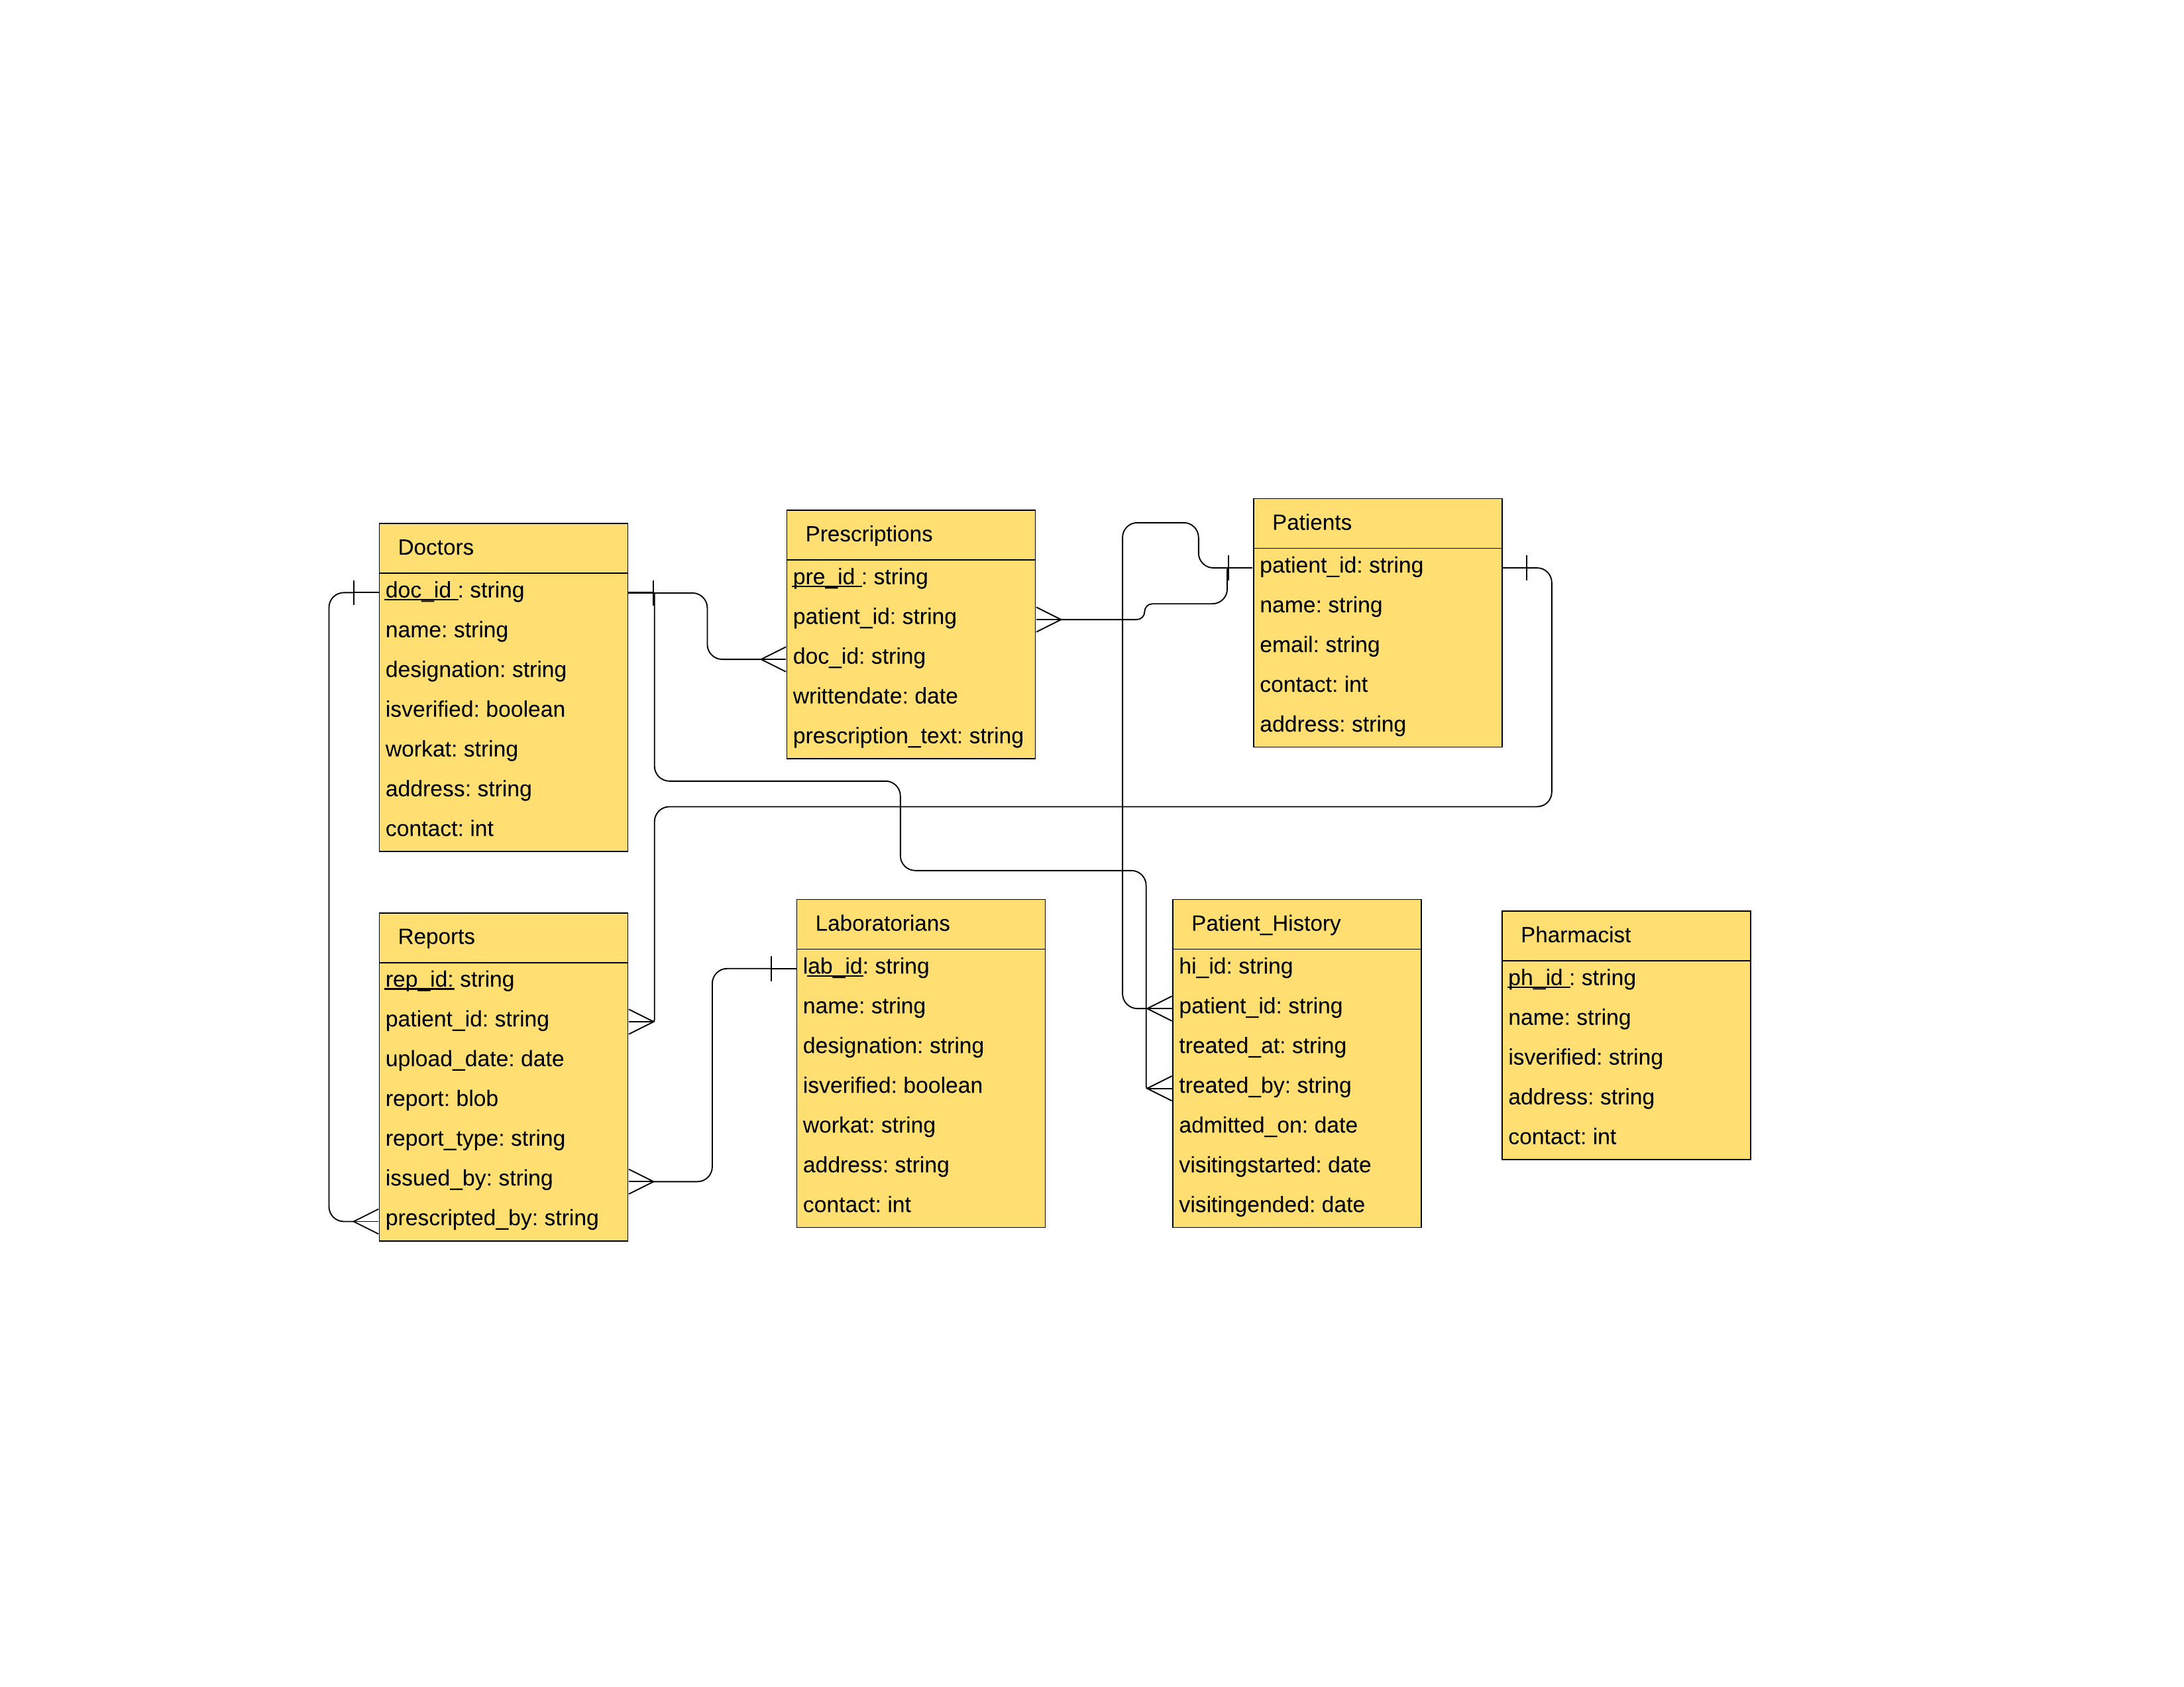 Doctors
doc_id : string
name: string
designation: string
isverified: boolean
workat: string
address: string
contact: int
Prescriptions
pre_id : string
patient_id: string
doc_id: string
writtendate: date
prescription_text: string
Patients
patient_id: string
name: string
email: string
contact: int
address: string
Reports
rep_id: string
patient_id: string
upload_date: date
report: blob
report_type: string
issued_by: string
prescripted_by: string
Laboratorians
lab_id: string
name: string
designation: string
isverified: boolean
workat: string
address: string
contact: int
Patient_History
hi_id: string
patient_id: string
treated_at: string
treated_by: string
admitted_on: date
visitingstarted: date
visitingended: date
Pharmacist
ph_id : string
name: string
isverified: string
address: string
contact: int